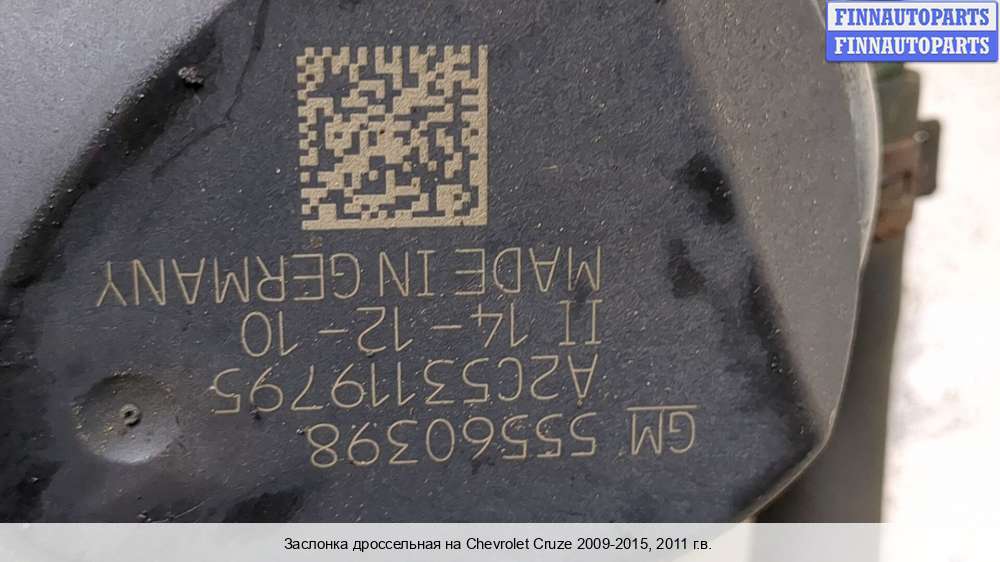 FINNAUTOPARTS
FINNAUTOPARTS
GM 55560398
A2C53119795
II 14-12-10
MADE IN GERMANY
Заслонка дроссельная на Chevrolet Cruze 2009-2015, 2011 г.в.